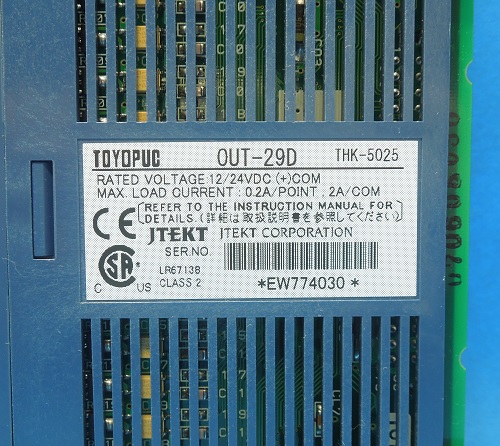 TOYOPUC OUT-29D THK-5025
RATED VOLTAGE 12/24VDC (+)COM
MAX. LOAD CURRENT : 0.2A/POINT , 2A/COM
CE
[REFER TO THE INSTRUCTION MANUAL FOR
DETAILS.(詳細は取扱説明書を参照してください)]
JTEKT JTEKT CORPORATION
SER.NO.
LR6713B
CLASS 2
C US
*EW774030*